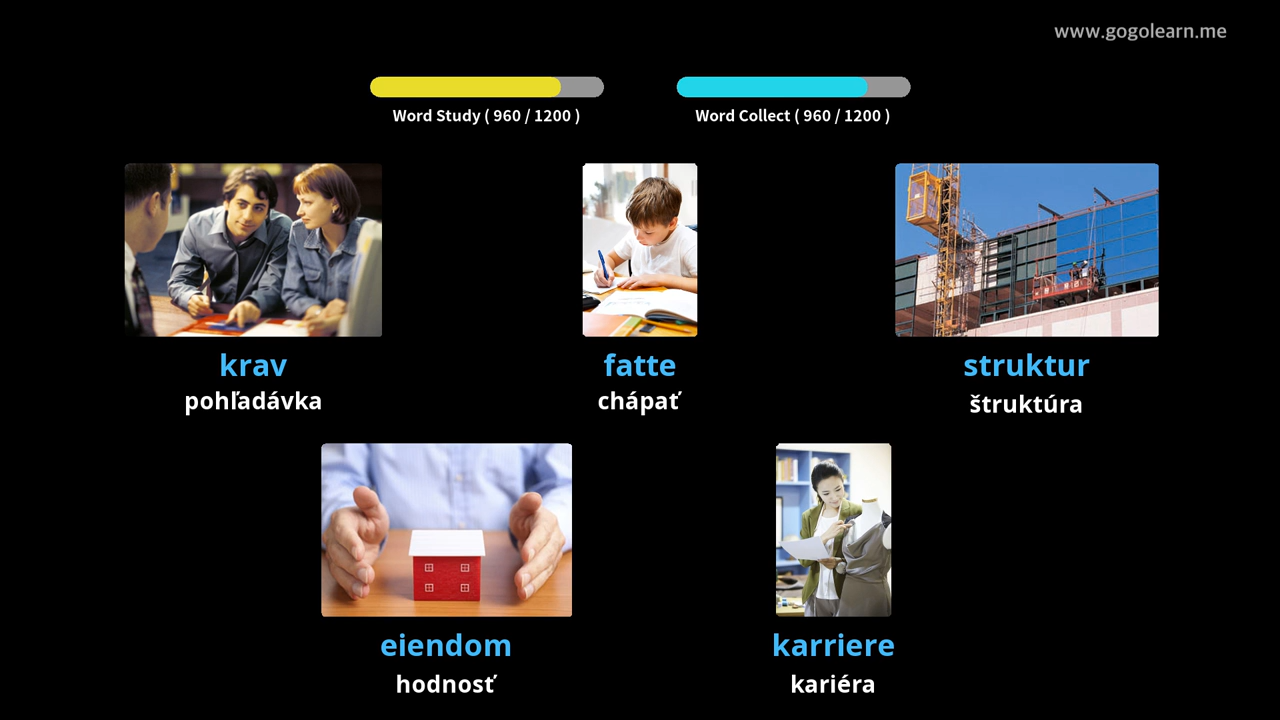 www.gogolearn.me
Word Study ( 960 / 1200 )
Word Collect ( 960 / 1200 )
krav
pohľadávka
fatte
chápať
struktur
štruktúra
eiendom
hodnosť
karriere
kariéra